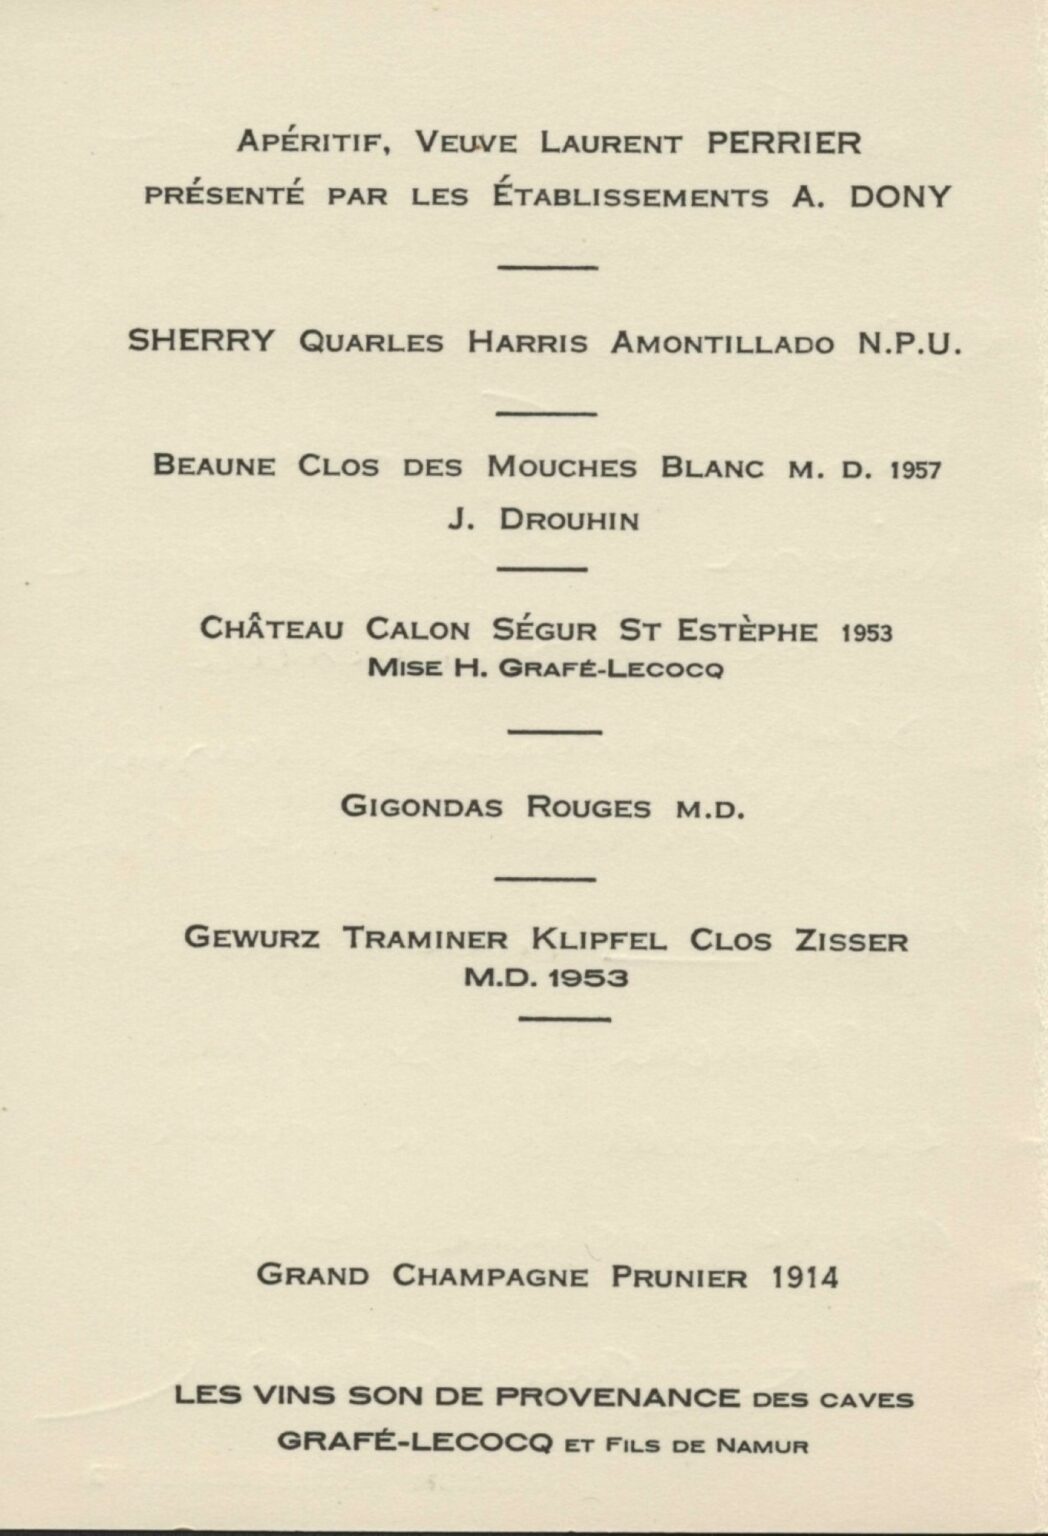 Apéritif, Veuve Laurent PERRIER
présenté par les Établissements A. DONY
SHERRY Quarles Harris Amontillado N.P.U.
Beaune Clos des Mouches Blanc M. D. 1957
J. Drouhin
Château Calon Ségur St Estèphe 1953
Mise H. Grafé-Lecocq
Gigondas Rouges M.D.
Gewurz Traminer Klipfel Clos Zisser
M.D. 1953
Grand Champagne Prunier 1914
LES VINS SON DE PROVENANCE des caves
GRAFÉ-LECOCQ et Fils de Namur